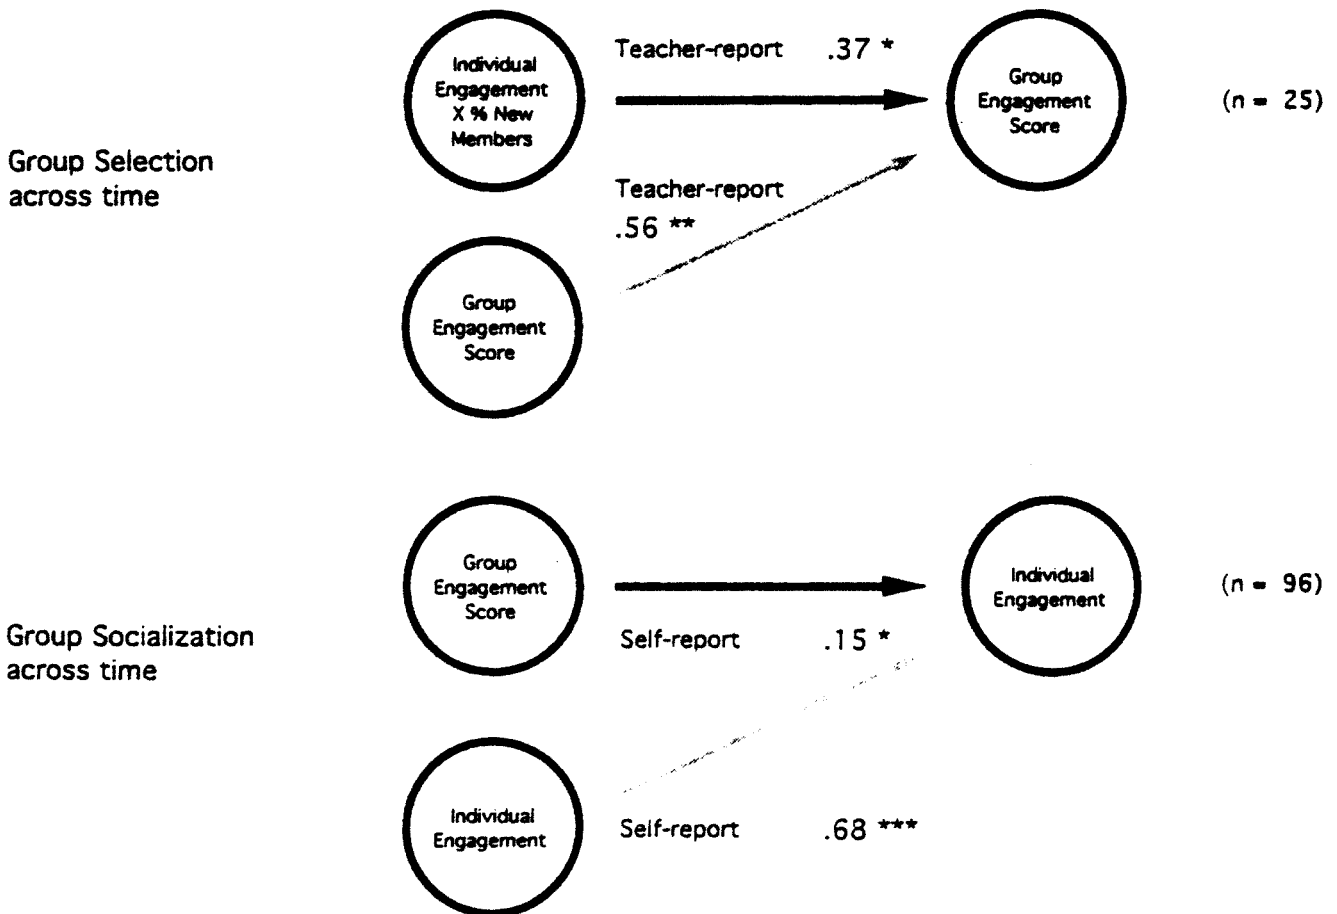 Individual
Engagement
X % New
Members
Teacher-report .37 *
Group
Engagement
Score
(n = 25)
Group Selection
across time
Teacher-report
.56 **
Group
Engagement
Score
Group
Engagement
Score
Individual
Engagement
(n = 96)
Group Socialization
across time
Self-report .15 *
Individual
Engagement
Self-report .68 ***